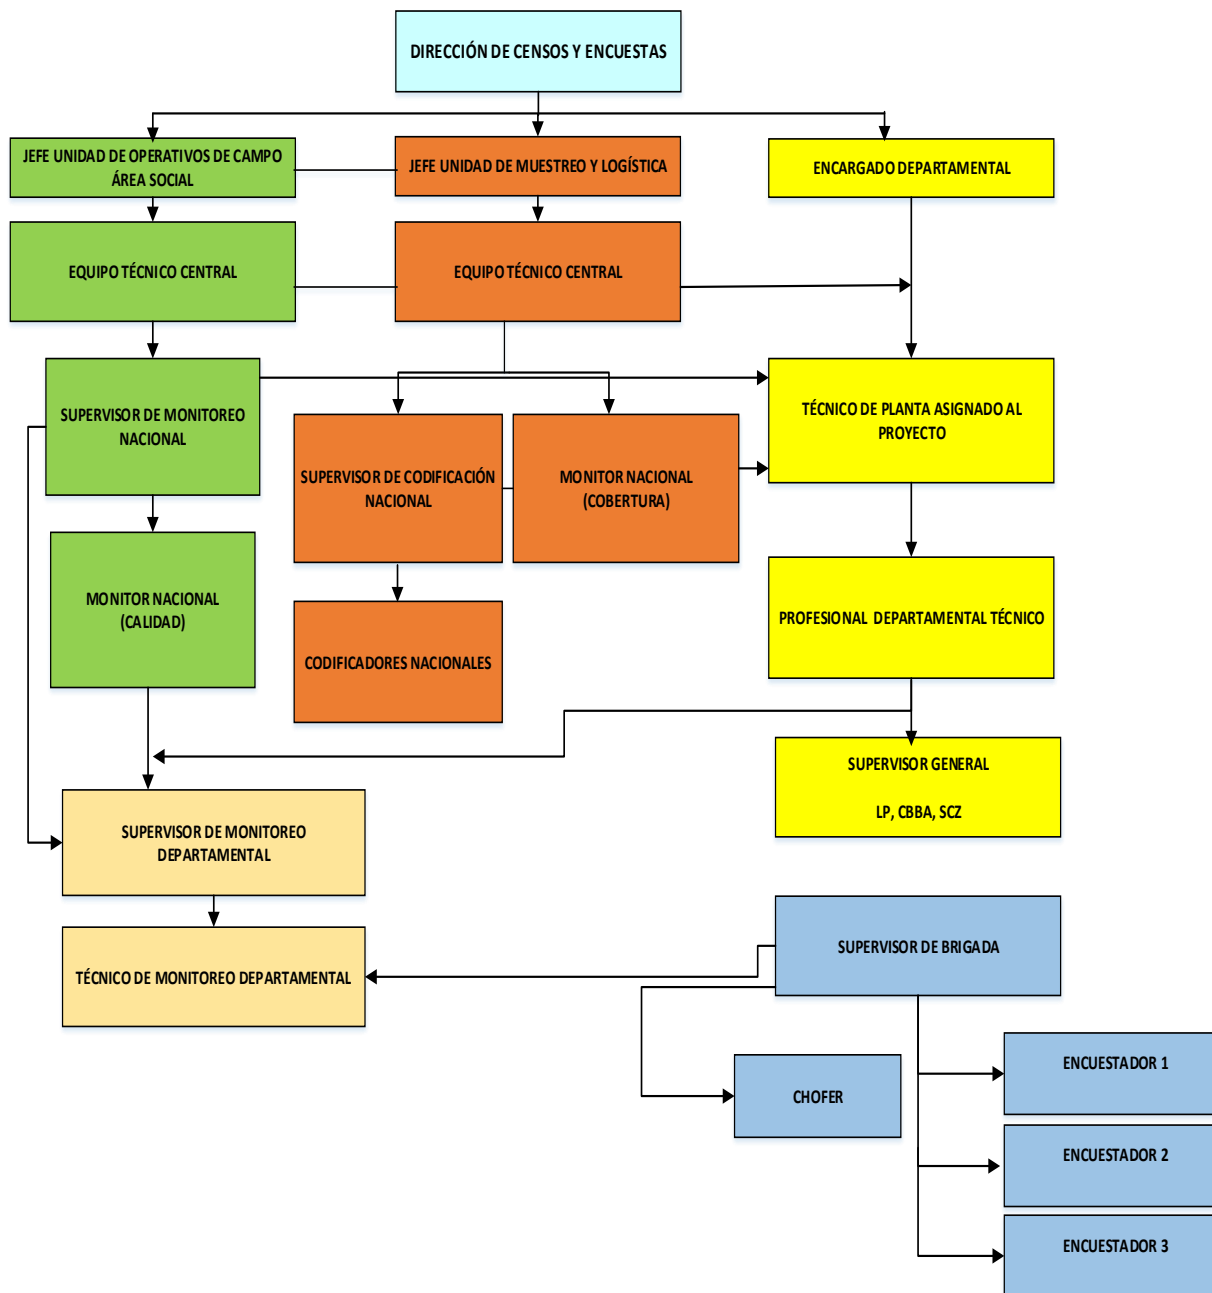 DIRECCIÓN DE CENSOS Y ENCUESTAS
JEFE UNIDAD DE OPERATIVOS DE CAMPO
ÁREA SOCIAL
JEFE UNIDAD DE MUESTREO Y LOGÍSTICA
ENCARGADO DEPARTAMENTAL
EQUIPO TÉCNICO CENTRAL
EQUIPO TÉCNICO CENTRAL
SUPERVISOR DE MONITOREO
NACIONAL
SUPERVISOR DE CODIFICACIÓN
NACIONAL
MONITOR NACIONAL
(COBERTURA)
TÉCNICO DE PLANTA ASIGNADO AL
PROYECTO
MONITOR NACIONAL
(CALIDAD)
CODIFICADORES NACIONALES
PROFESIONAL DEPARTAMENTAL TÉCNICO
SUPERVISOR GENERAL
LP, CBBA, SCZ
SUPERVISOR DE MONITOREO
DEPARTAMENTAL
TÉCNICO DE MONITOREO DEPARTAMENTAL
SUPERVISOR DE BRIGADA
CHOFER
ENCUESTADOR 1
ENCUESTADOR 2
ENCUESTADOR 3